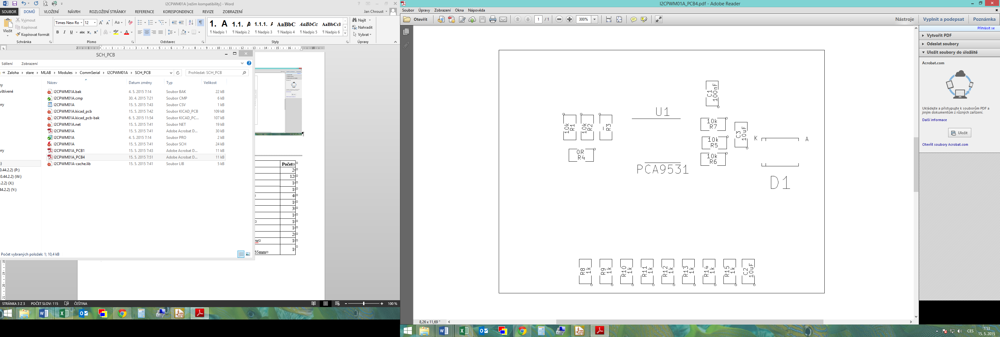 I2CPWM01A [režim kompatibility] - Word
SOUBOR DOMŮ VLOŽENÍ NÁVRH ROZLOŽENÍ STRÁNKY REFERENCE KORESPONDENCE REVIZE ZOBRAZENÍ Jan Chroust
Vložit
Vyjmout
Kopírovat
Kopírovat formát
Schránka
Times New Ro 12
Písmo
Odstavec
1. A 1.1. A 1.1.1. A AaBbC AaBbCc AaBbCcI
¶ Nadpis 1 ¶ Nadpis 2 ¶ Nadpis 3 ¶ Nadpis 4 ¶ Nadpis 5 ¶ Nadpis 6
Styly
Najít
Nahradit
Vybrat
Úpravy
SCH_PCB
Sdílení Zobrazení
« Zaloha stare MLAB Modules CommSerial I2CPWM01A SCH_PCB Prohledat: SCH_PCB
Název Datum změny Typ Velikost
I2CPWM01A.bak 4. 5. 2015 7:14 Soubor BAK 22 kB
I2CPWM01A.cmp 30. 4. 2015 7:21 Soubor CMP 6 kB
I2CPWM01A 15. 5. 2015 7:43 Soubor CSV 1 kB
I2CPWM01A.kicad_pcb 15. 5. 2015 7:42 Soubor KICAD_PCB 109 kB
I2CPWM01A.kicad_pcb-bak 6. 5. 2015 11:54 Soubor KICAD_PC... 107 kB
I2CPWM01A.net 15. 5. 2015 7:41 Soubor NET 19 kB
I2CPWM01A 15. 5. 2015 7:41 Adobe Acrobat D... 30 kB
I2CPWM01A 4. 5. 2015 7:14 Soubor PRO 2 kB
I2CPWM01A 15. 5. 2015 7:41 Soubor SCH 24 kB
I2CPWM01A_PCB1 15. 5. 2015 7:43 Adobe Acrobat D... 11 kB
I2CPWM01A_PCB4 15. 5. 2015 7:51 Adobe Acrobat D... 11 kB
I2CPWM01A-cache.lib 15. 5. 2015 7:41 Soubor LIB 5 kB
vštívené
0.44.2.2) (P:)
0.44.2.2) (W:)
.2.2) (X:)
44.2.2) (Y:)
Počet vybraných položek: 1; 10,4 kB
Počet¤
2¤
12¤
1¤
1¤
4¤
1¤
3¤
1¤
1¤
1¤
2¤
w¤ 1¤
55mm¤ 1¤
STRÁNKA 3 Z 3 POČET SLOV: 115 ČEŠTINA 100 %
I2CPWM01A_PCB4.pdf - Adobe Reader
Soubor Úpravy Zobrazení Okna Nápověda
Otevřít 1 / 1 300% Nástroje Vyplnit a podepsat Poznámka
Přihlásit se
Vytvořit PDF
Odeslat soubory
Uložit soubory do úložiště
Acrobat.com
Ukládejte a přistupujte k souborům PDF a
jiným dokumentům z různých zařízení.
Další informace
Uložit
Otevřít soubory Acrobat.com
C1
100nF
U1
10k
R1
10k
R2
–
R3
0R
R4
PCA9531
10k
R7
10k
R5
10k
R6
C3
10uF
K
A
D1
R8
1k
R9
1k
R10
1k
R11
1k
R12
1k
R13
1k
R14
1k
R15
1k
C2
10uF
8,26 x 11,69 "
CES
7:53
15. 5. 2015